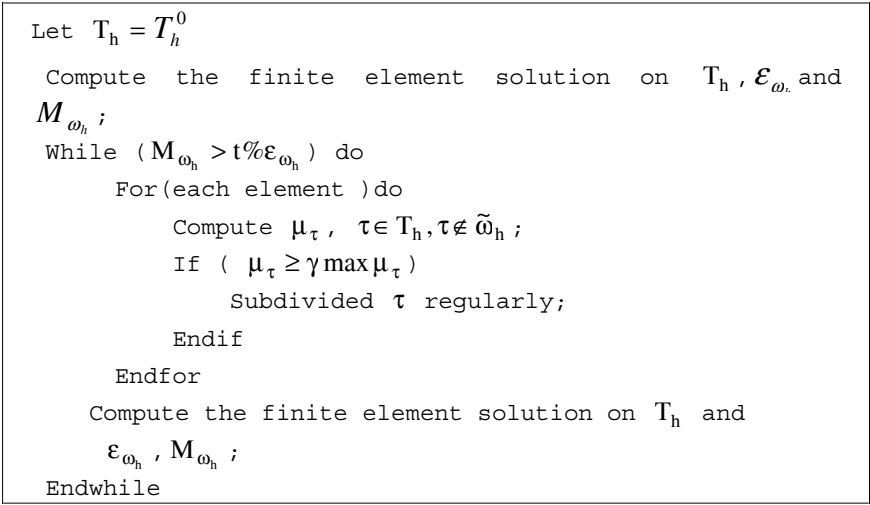 Let T_h = T_h^0
Compute the finite element solution on T_h , ε_{ω_h} and
M_{ω_h} ;
While ( M_{ω_h} > t%ε_{ω_h} ) do
For(each element )do
Compute μ_τ , τ∈ T_h, τ∉ ω̃_h ;
If ( μ_τ ≥ γ max μ_τ )
Subdivided τ regularly;
Endif
Endfor
Compute the finite element solution on T_h and
ε_{ω_h} , M_{ω_h} ;
Endwhile